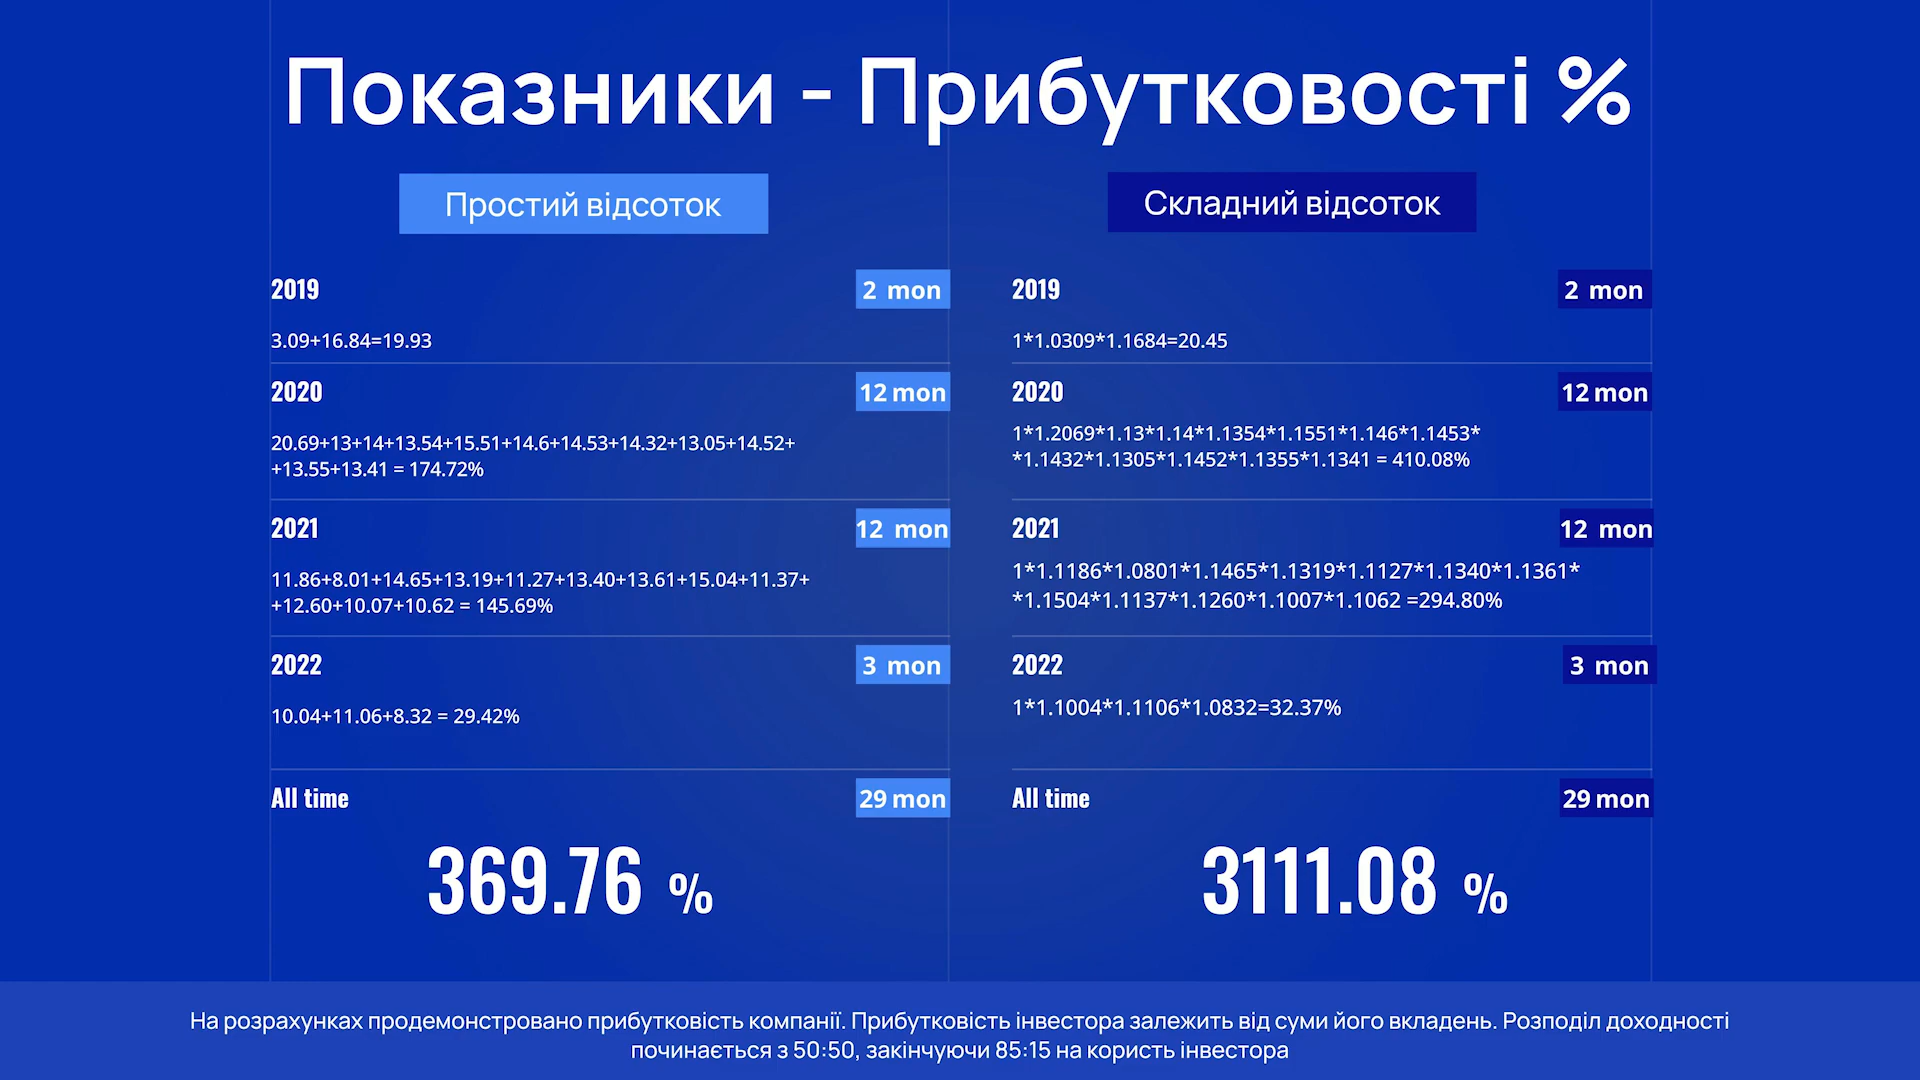 Показники - Прибутковості %
Простий відсоток
2019
2 mon
3.09+16.84=19.93
2020
12 mon
20.69+13+14+13.54+15.51+14.6+14.53+14.32+13.05+14.52+
+13.55+13.41 = 174.72%
2021
12 mon
11.86+8.01+14.65+13.19+11.27+13.40+13.61+15.04+11.37+
+12.60+10.07+10.62 = 145.69%
2022
3 mon
10.04+11.06+8.32 = 29.42%
All time
29 mon
369.76 %
Складний відсоток
2019
2 mon
1*1.0309*1.1684=20.45
2020
12 mon
1*1.2069*1.13*1.14*1.1354*1.1551*1.146*1.1453*
*1.1432*1.1305*1.1452*1.1355*1.1341 = 410.08%
2021
12 mon
1*1.1186*1.0801*1.1465*1.1319*1.1127*1.1340*1.1361*
*1.1504*1.1137*1.1260*1.1007*1.1062 =294.80%
2022
3 mon
1*1.1004*1.1106*1.0832=32.37%
All time
29 mon
3111.08 %
На розрахунках продемонстровано прибутковість компанії. Прибутковість інвестора залежить від суми його вкладень. Розподіл доходності
починається з 50:50, закінчуючи 85:15 на користь інвестора